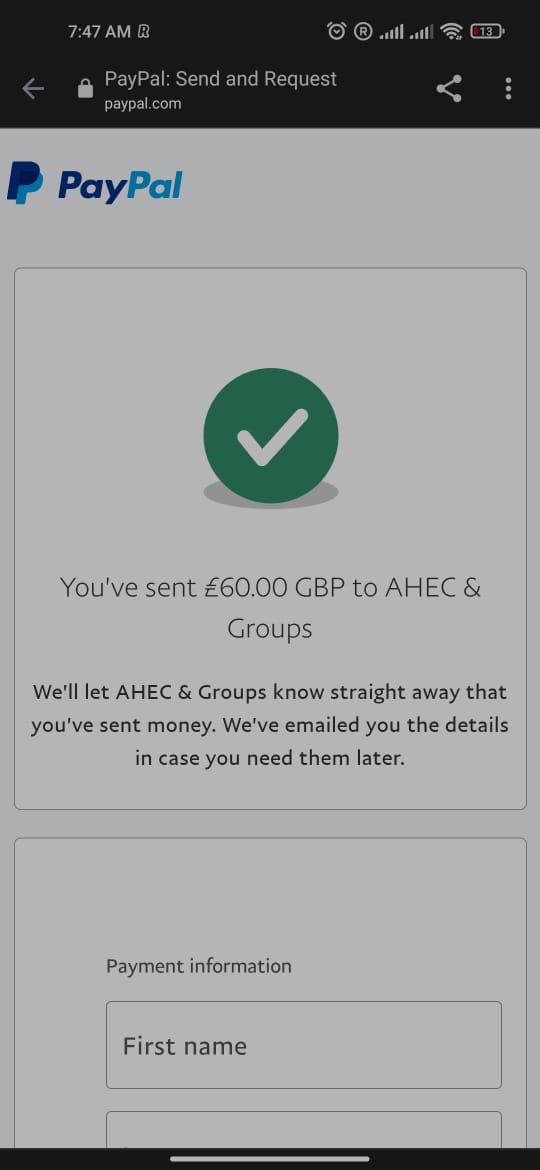 7:47 AM
R
13
PayPal: Send and Request
paypal.com
PayPal
You've sent £60.00 GBP to AHEC &
Groups
We'll let AHEC & Groups know straight away that
you've sent money. We've emailed you the details
in case you need them later.
Payment information
First name